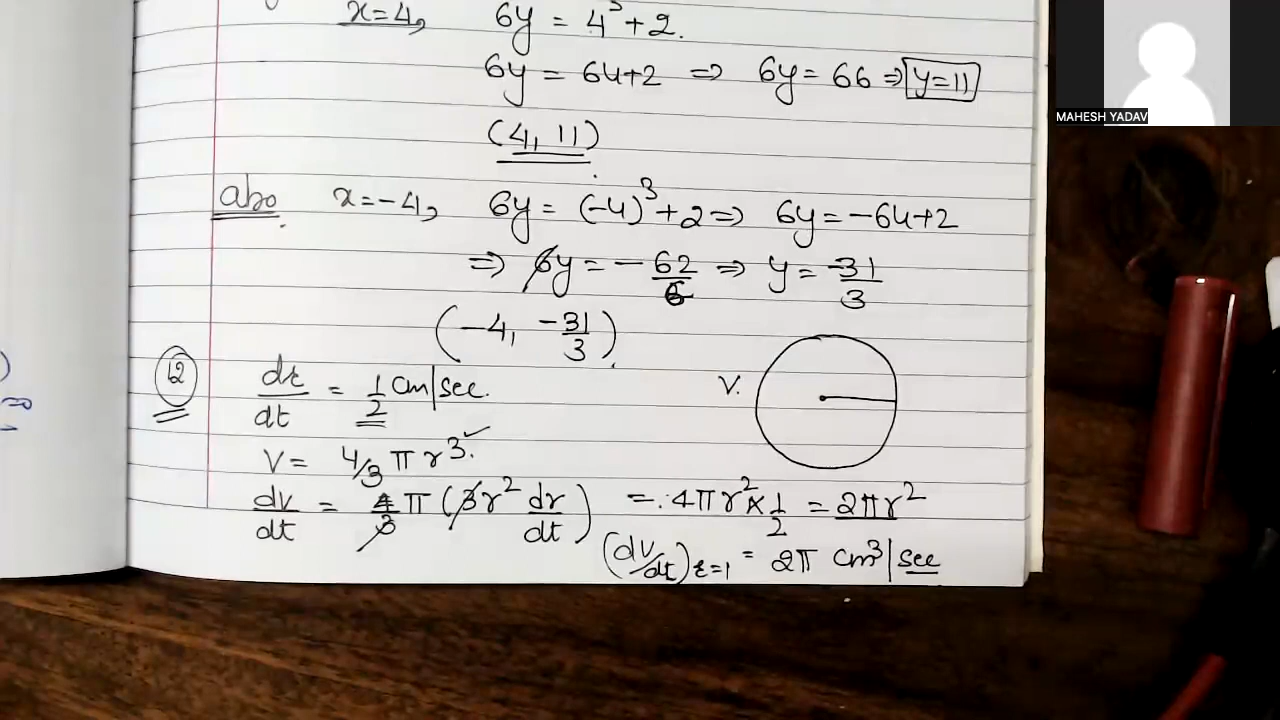 x=4, 6y = 4³+2.
6y = 64+2 ⇒ 6y= 66 ⇒ y=11
(4, 11)
also x=-4, 6y= (-4)³+2 ⇒ 6y=-64+2
⇒ 6y = -62/6 ⇒ y = -31/3
(-4, -31/3)
12 dr/dt = 1/2 cm/sec. V.
V = 4/3 π r³.
dv/dt = 4/3 π (3r² dr/dt) = 4πr² × 1/2 = 2πr²
(dv/dt) r=1 = 2π cm³/sec
MAHESH YADAV